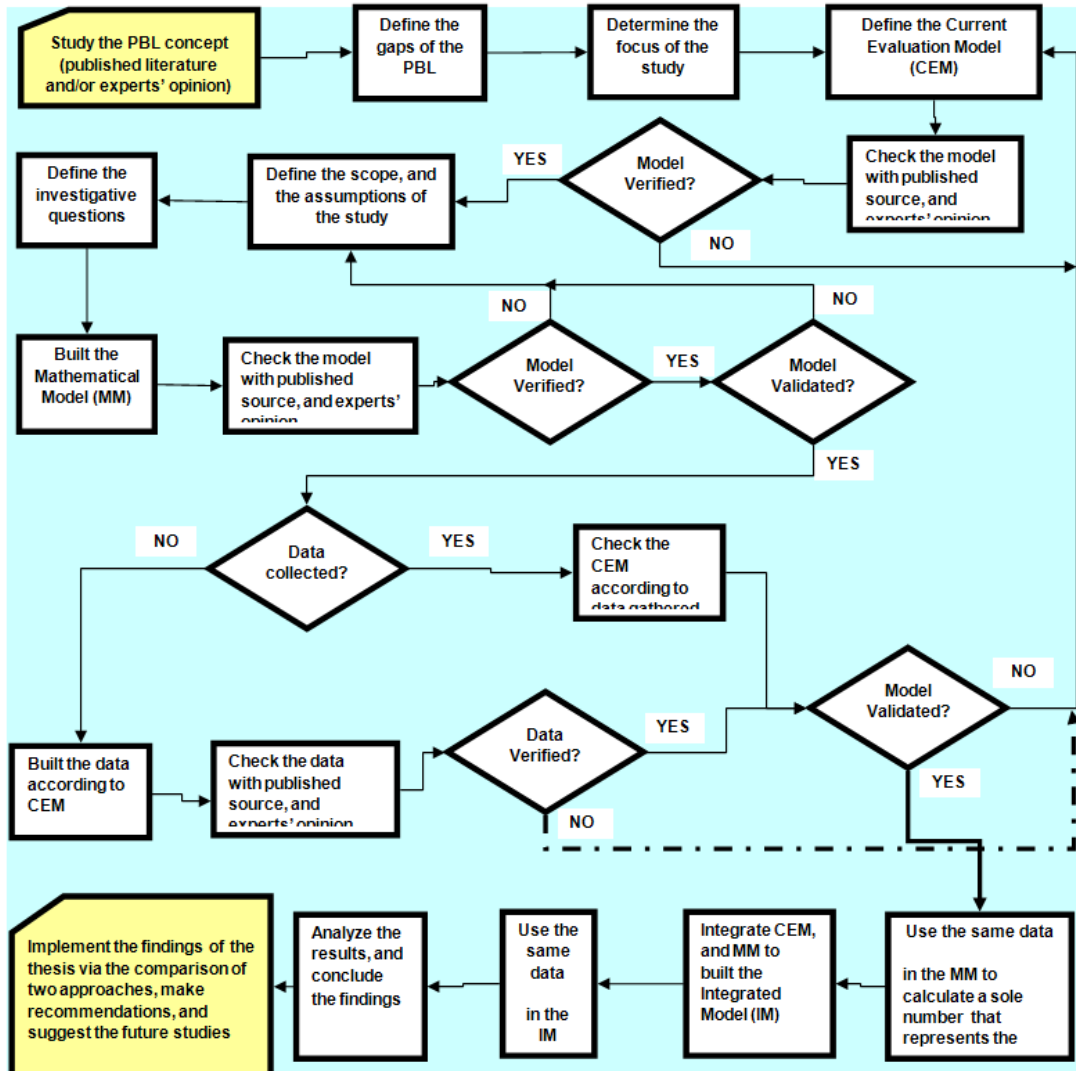 Study the PBL concept
(published literature
and/or experts' opinion)
Define the
gaps of the
PBL
Determine the
focus of the
study
Define the Current
Evaluation Model
(CEM)
Define the
investigative
questions
Define the scope, and
the assumptions of
the study
YES
Model
Verified?
NO
Check the model
with published
source, and
experts' opinion
Built the
Mathematical
Model (MM)
Check the model
with published
source, and experts'
opinion
NO
Model
Verified?
YES
NO
Model
Validated?
YES
NO
Data
collected?
YES
Check the
CEM
according to
data gathered
Built the data
according to
CEM
Check the data
with published
source, and
experts' opinion
Data
Verified?
YES
NO
Model
Validated?
NO
YES
Implement the findings of the
thesis via the comparison of
two approaches, make
recommendations, and
suggest the future studies
Analyze the
results, and
conclude
the findings
Use the
same
data
in the IM
Integrate CEM,
and MM to
built the
Integrated
Model (IM)
Use the same data
in the MM to
calculate a sole
number that
represents the